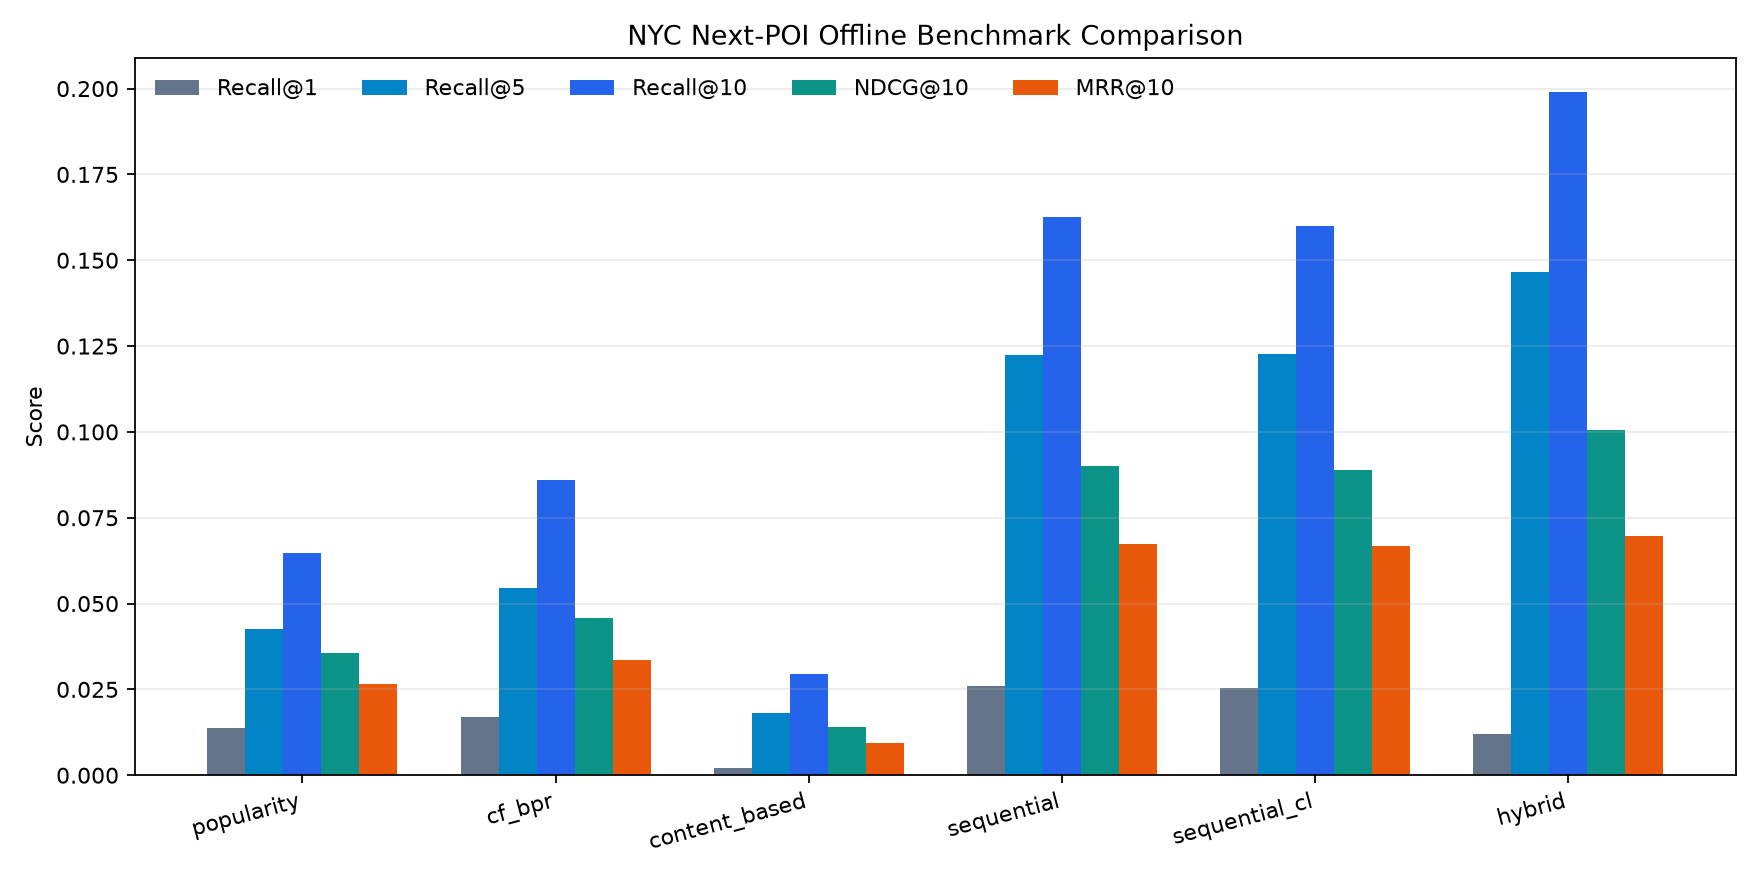 NYC Next-POI Offline Benchmark Comparison
Recall@1 Recall@5 Recall@10 NDCG@10 MRR@10
0.200
0.175
0.150
0.125
0.100
0.075
0.050
0.025
0.000
Score
popularity cf_bpr content_based sequential sequential_cl hybrid